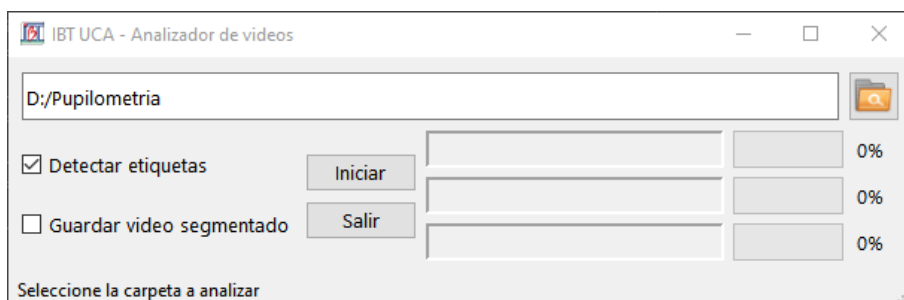 IBT UCA - Analizador de videos
D:/Pupilometria
Detectar etiquetas
Iniciar
0%
0%
Guardar video segmentado
Salir
0%
Seleccione la carpeta a analizar